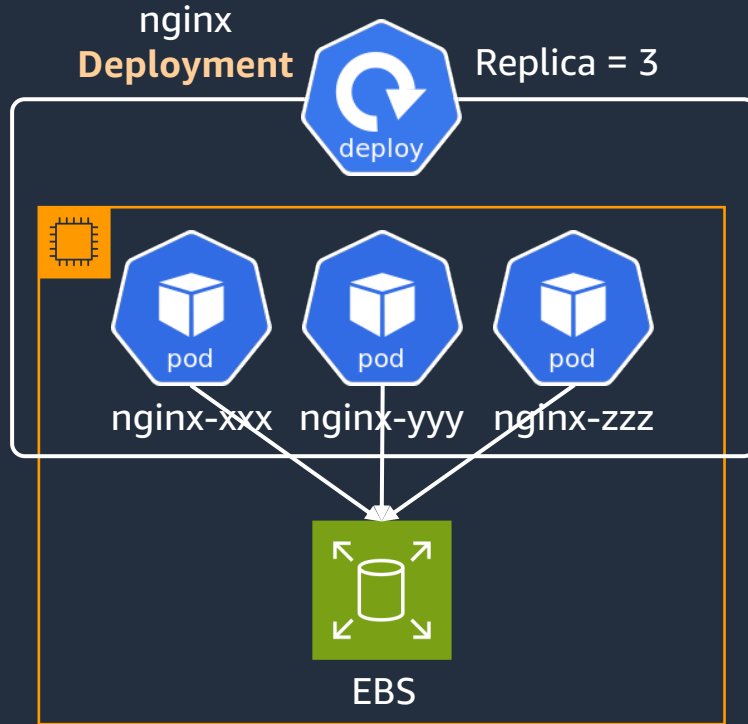 nginx
Deployment
Replica = 3
deploy
pod
pod
pod
nginx-xxx
nginx-yyy
nginx-zzz
EBS